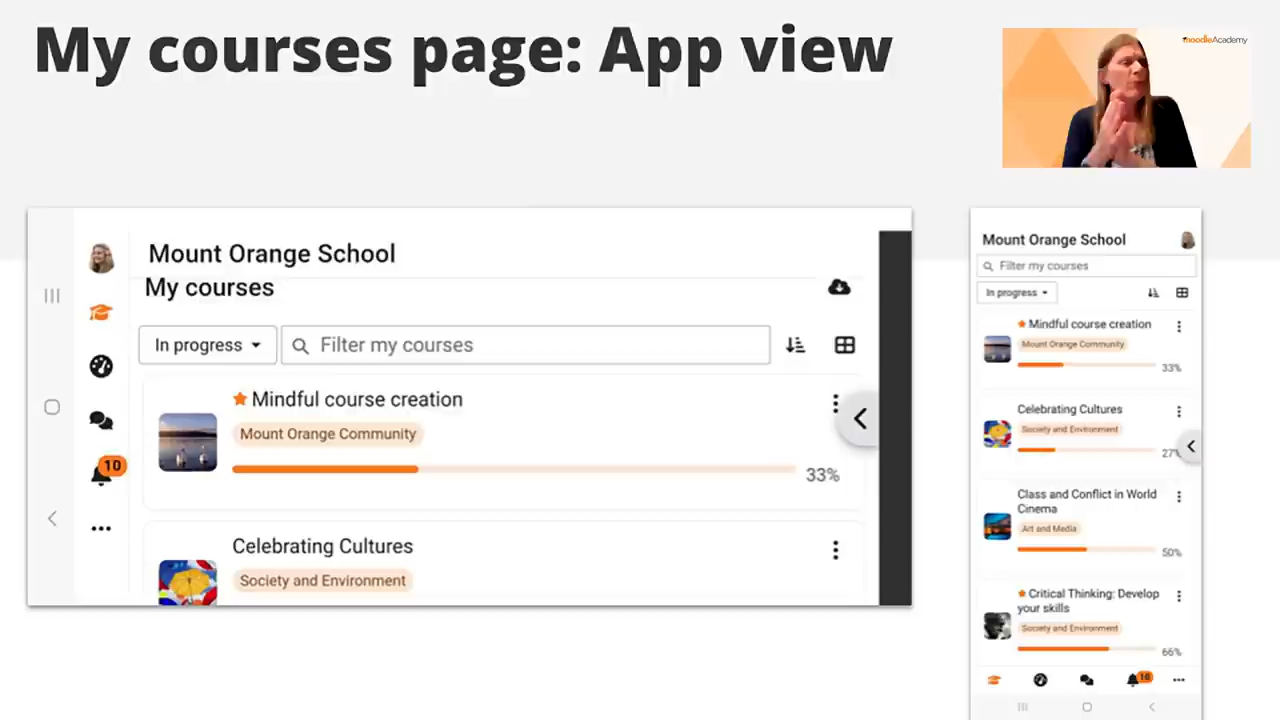 My courses page: App view
moodleAcademy
Mount Orange School
My courses
In progress
Filter my courses
Mindful course creation
Mount Orange Community
33%
10
Celebrating Cultures
Society and Environment
Mount Orange School
Filter my courses
In progress
Mindful course creation
Mount Orange Community
33%
Celebrating Cultures
Society and Environment
27%
Class and Conflict in World
Cinema
Art and Media
50%
Critical Thinking: Develop
your skills
Society and Environment
66%
10